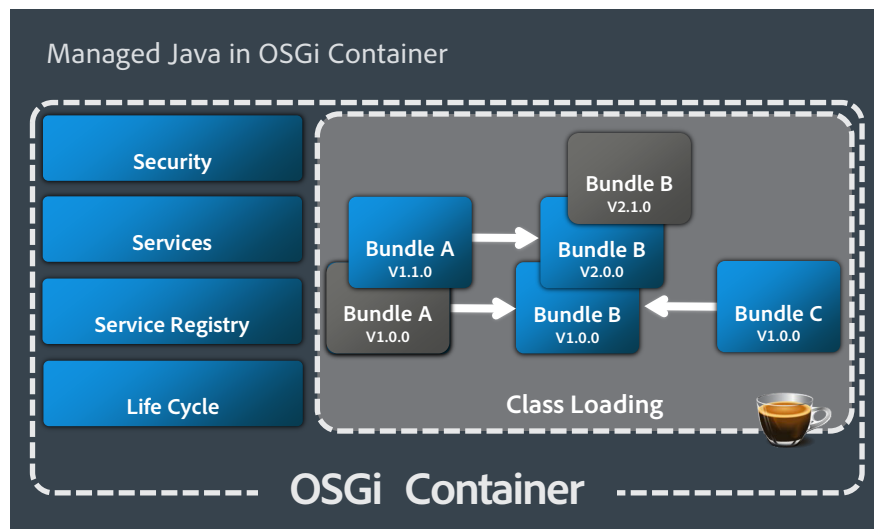 Managed Java in OSGi Container
Security
Services
Service Registry
Life Cycle
Bundle B
V2.1.0
Bundle A
V1.1.0
Bundle B
V2.0.0
Bundle A
V1.0.0
Bundle B
V1.0.0
Bundle C
V1.0.0
Class Loading
OSGi Container